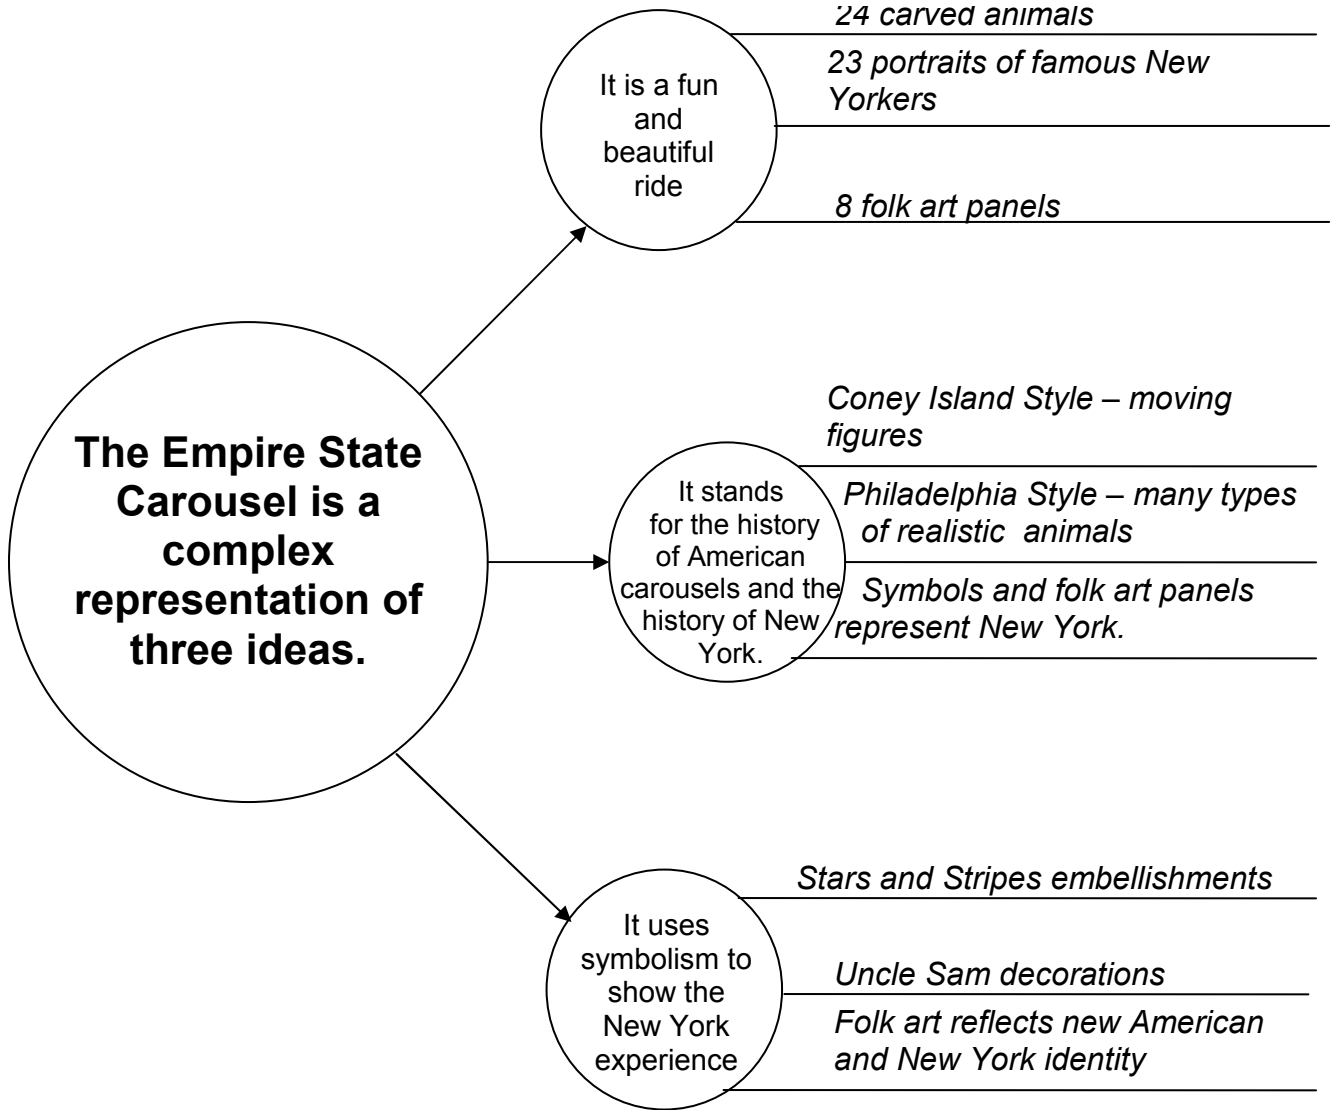 24 carved animals
23 portraits of famous New
Yorkers
It is a fun
and
beautiful
ride
8 folk art panels
The Empire State
Carousel is a
complex
representation of
three ideas.
Coney Island Style – moving
figures
It stands
for the history
of American
carousels and the
history of New
York.
Philadelphia Style – many types
of realistic animals
Symbols and folk art panels
represent New York.
Stars and Stripes embellishments
It uses
symbolism to
show the
New York
experience
Uncle Sam decorations
Folk art reflects new American
and New York identity